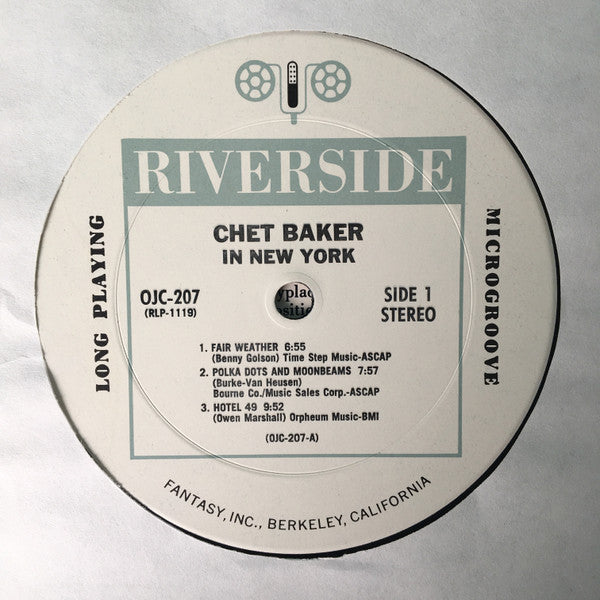 RIVERSIDE
CHET BAKER
IN NEW YORK
LONG PLAYING
MICROGROOVE
OJC-207
(RLP-1119)
SIDE 1
STEREO
1. FAIR WEATHER 6:55
(Benny Golson) Time Step Music-ASCAP
2. POLKA DOTS AND MOONBEAMS 7:57
(Burke-Van Heusen)
Bourne Co./Music Sales Corp.-ASCAP
3. HOTEL 49 9:52
(Owen Marshall) Orpheum Music-BMI
(OJC-207-A)
FANTASY, INC., BERKELEY, CALIFORNIA